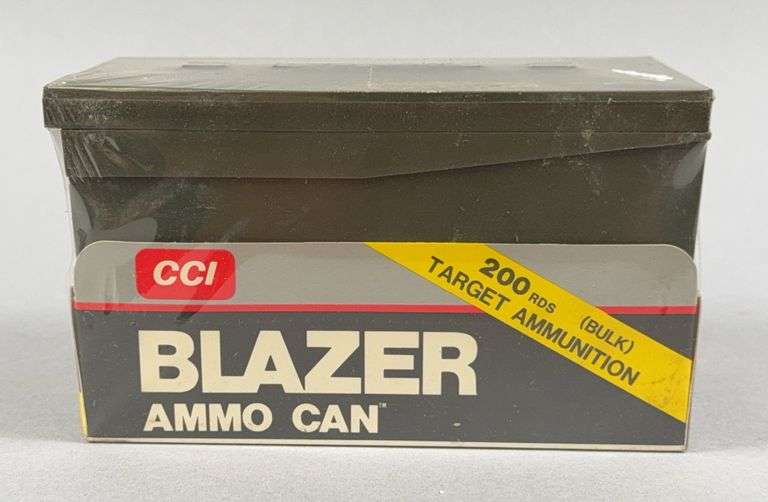 CCI
200 RDS (BULK)
TARGET AMMUNITION
BLAZER
AMMO CAN™